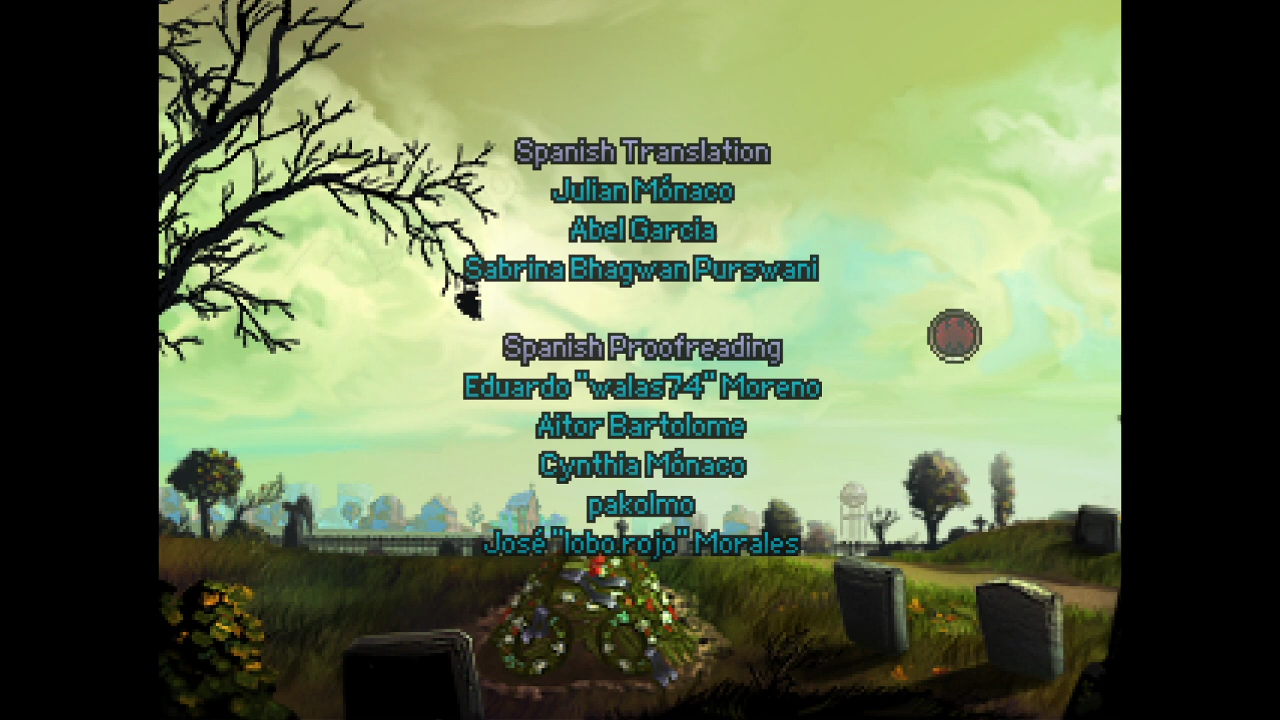 Spanish Translation
Julian Mónaco
Abel Garcia
Sabrina Bhagwan Purswani
Spanish Proofreading
Eduardo "walas74" Moreno
Aitor Bartolome
Cynthia Mónaco
pakolmo
José "lobo.rojo" Morales